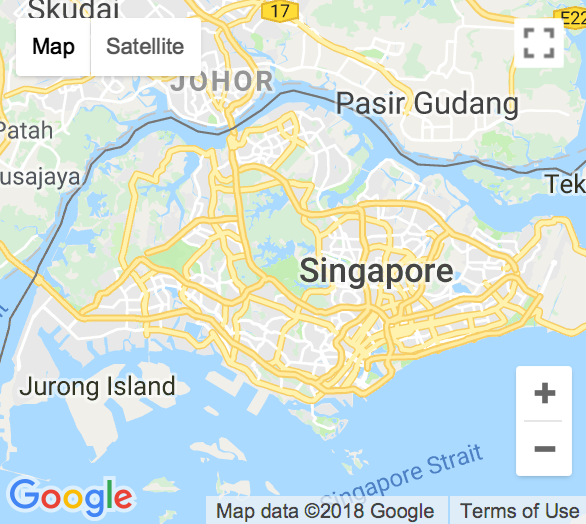 Skudai
17
E22
Map
Satellite
JOHOR
Pasir Gudang
Patah
usajaya
Tek
Singapore
Jurong Island
+
−
Singapore Strait
Google
Map data ©2018 Google
Terms of Use